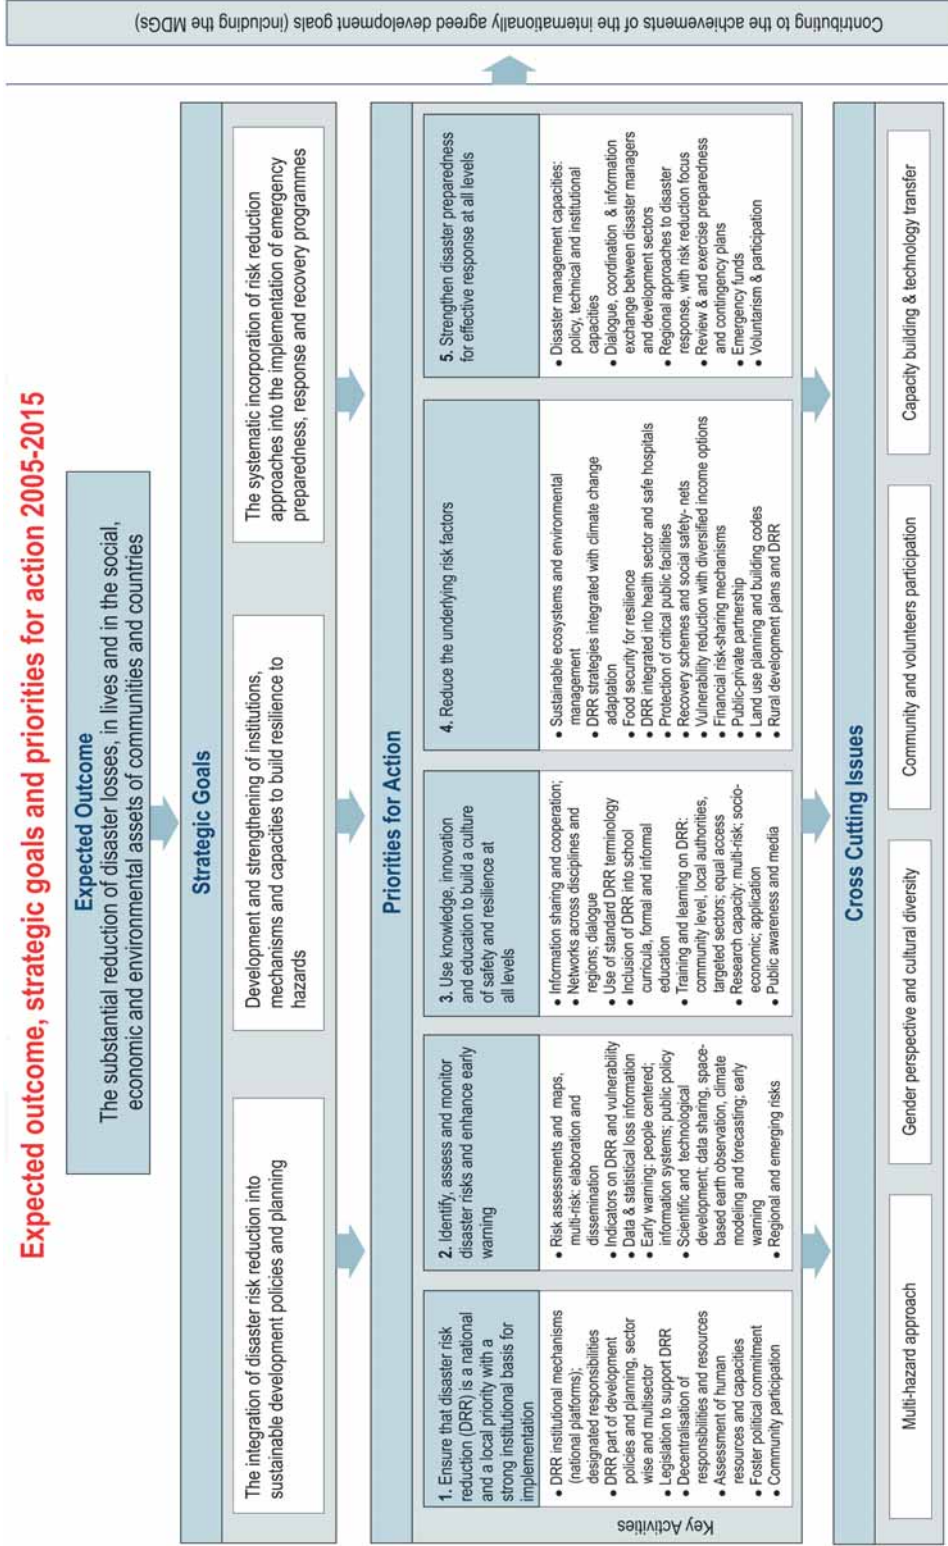 Expected outcome, strategic goals and priorities for action 2005-2015
Expected Outcome
The substantial reduction of disaster losses, in lives and in the social,
economic and environmental assets of communities and countries
Strategic Goals
The integration of disaster risk reduction into
sustainable development policies and planning
Development and strengthening of institutions,
mechanisms and capacities to build resilience to
hazards
The systematic incorporation of risk reduction
approaches into the implementation of emergency
preparedness, response and recovery programmes
Priorities for Action
1. Ensure that disaster risk
reduction (DRR) is a national
and a local priority with a
strong institutional basis for
implementation
2. Identify, assess and monitor
disaster risks and enhance early
warning
3. Use knowledge, innovation
and education to build a culture
of safety and resilience at
all levels
4. Reduce the underlying risk factors
5. Strengthen disaster preparedness
for effective response at all levels
Key Activities
• DRR institutional mechanisms
(national platforms);
designated responsibilities
• DRR part of development
policies and planning, sector
wise and multisector
• Legislation to support DRR
• Decentralisation of
responsibilities and resources
• Assessment of human
resources and capacities
• Foster political commitment
• Community participation
• Risk assessments and maps,
multi-risk: elaboration and
dissemination
• Indicators on DRR and vulnerability
• Data & statistical loss information
• Early warning: people centered;
information systems; public policy
• Scientific and technological
development; data sharing, space-
based earth observation, climate
modeling and forecasting; early
warning
• Regional and emerging risks
• Information sharing and cooperation;
• Networks across disciplines and
regions; dialogue
• Use of standard DRR terminology
• Inclusion of DRR into school
curricula, formal and informal
education
• Training and learning on DRR:
community level, local authorities,
targeted sectors; equal access
• Research capacity: multi-risk; socio-
economic; application
• Public awareness and media
• Sustainable ecosystems and environmental
management
• DRR strategies integrated with climate change
adaptation
• Food security for resilience
• DRR integrated into health sector and safe hospitals
• Protection of critical public facilities
• Recovery schemes and social safety- nets
• Vulnerability reduction with diversified income options
• Financial risk-sharing mechanisms
• Public-private partnership
• Land use planning and building codes
• Rural development plans and DRR
• Disaster management capacities:
policy, technical and institutional
capacities
• Dialogue, coordination & information
exchange between disaster managers
and development sectors
• Regional approaches to disaster
response, with risk reduction focus
• Review & and exercise preparedness
and contingency plans
• Emergency funds
• Voluntarism & participation
Cross Cutting Issues
Multi-hazard approach
Gender perspective and cultural diversity
Community and volunteers participation
Capacity building & technology transfer
Contributing to the achievements of the internationally agreed development goals (including the MDGs)